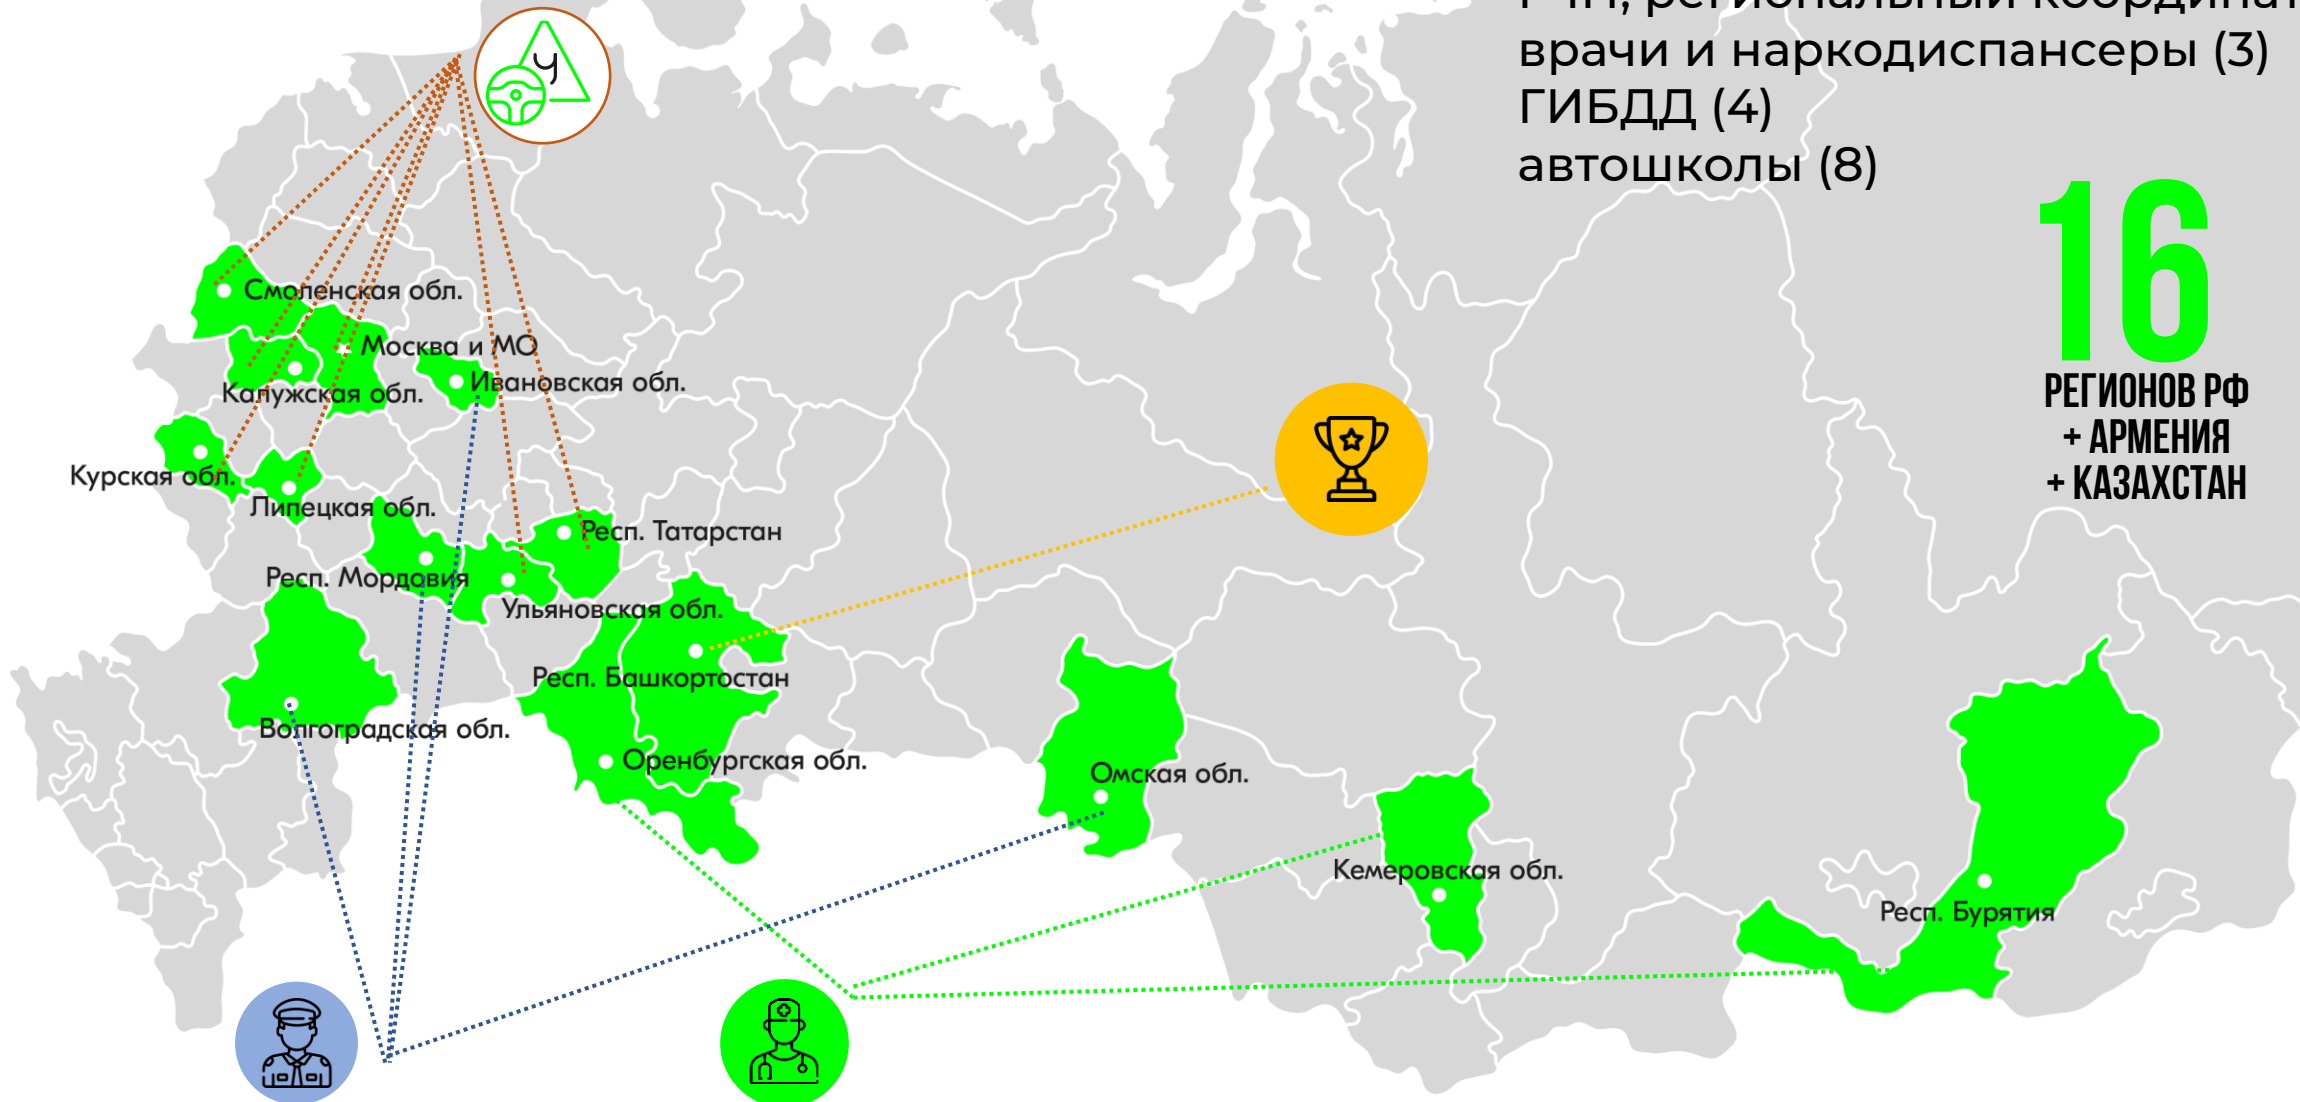 региональный
врачи и наркодиспансеры (3)
ГИБДД (4)
автошколы (8)
16
РЕГИОНОВ РФ
+ АРМЕНИЯ
+ КАЗАХСТАН
У
Смоленская обл.
Москва и МО
Ивановская обл.
Калужская обл.
Курская обл.
Липецкая обл.
Респ. Татарстан
Респ. Мордовия
Ульяновская обл.
Респ. Башкортостан
Волгоградская обл.
Оренбургская обл.
Омская обл.
Кемеровская обл.
Респ. Бурятия